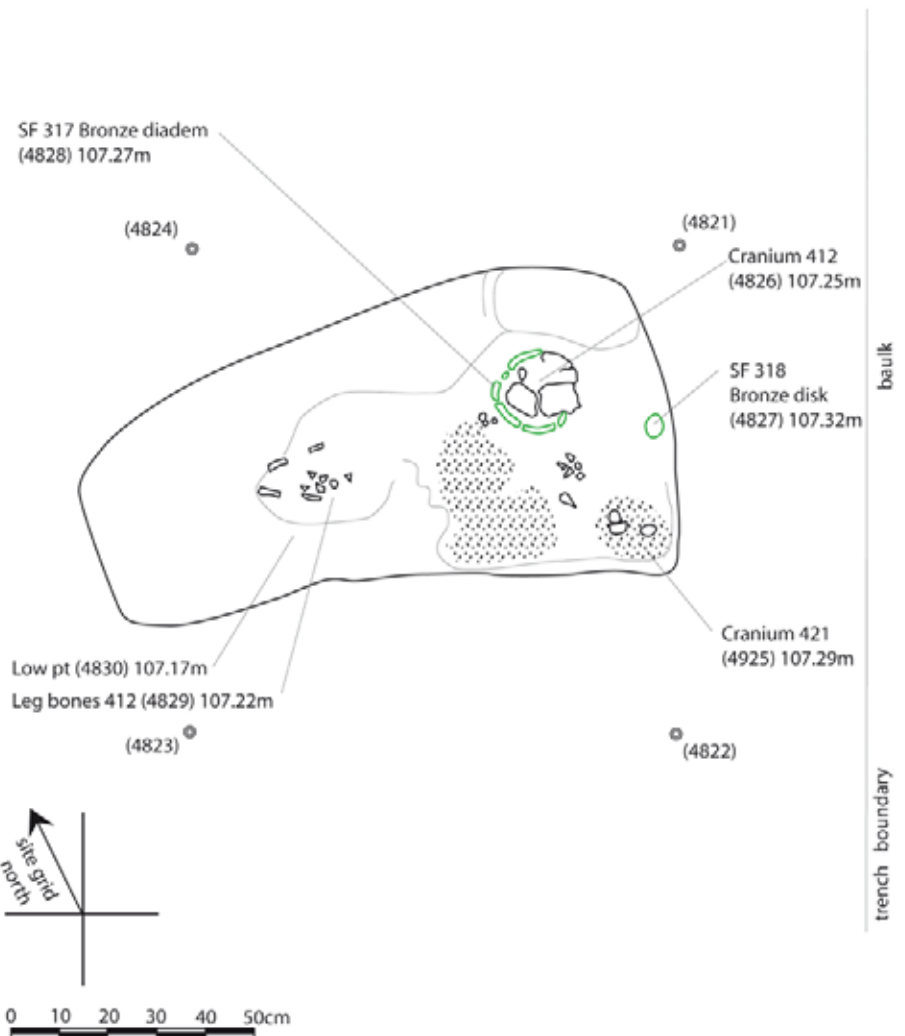 SF 317 Bronze diadem
(4828) 107.27m
(4824)
(4821)
Cranium 412
(4826) 107.25m
baulk
SF 318
Bronze disk
(4827) 107.32m
Cranium 421
(4925) 107.29m
Low pt (4830) 107.17m
Leg bones 412 (4829) 107.22m
(4823)
(4822)
trench boundary
site grid
north
0 10 20 30 40 50cm